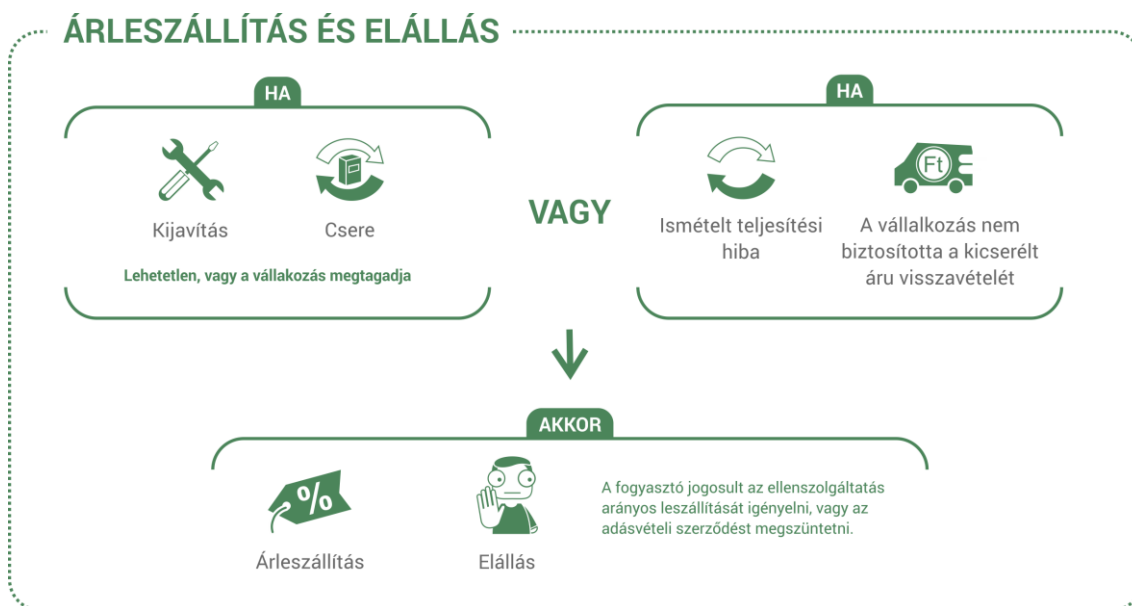 ÁRLESZÁLLÍTÁS ÉS ELÁLLÁS
HA
Kijavítás
Csere
Lehetetlen, vagy a vállakozás megtagadja
VAGY
HA
Ismételt teljesítési
hiba
Ft
A vállalkozás nem
biztosította a kicserélt
áru visszavételét
AKKOR
%
Árleszállítás
Elállás
A fogyasztó jogosult az ellenszolgáltatás
arányos leszállítását igényelni, vagy az
adásvételi szerződést megszüntetni.